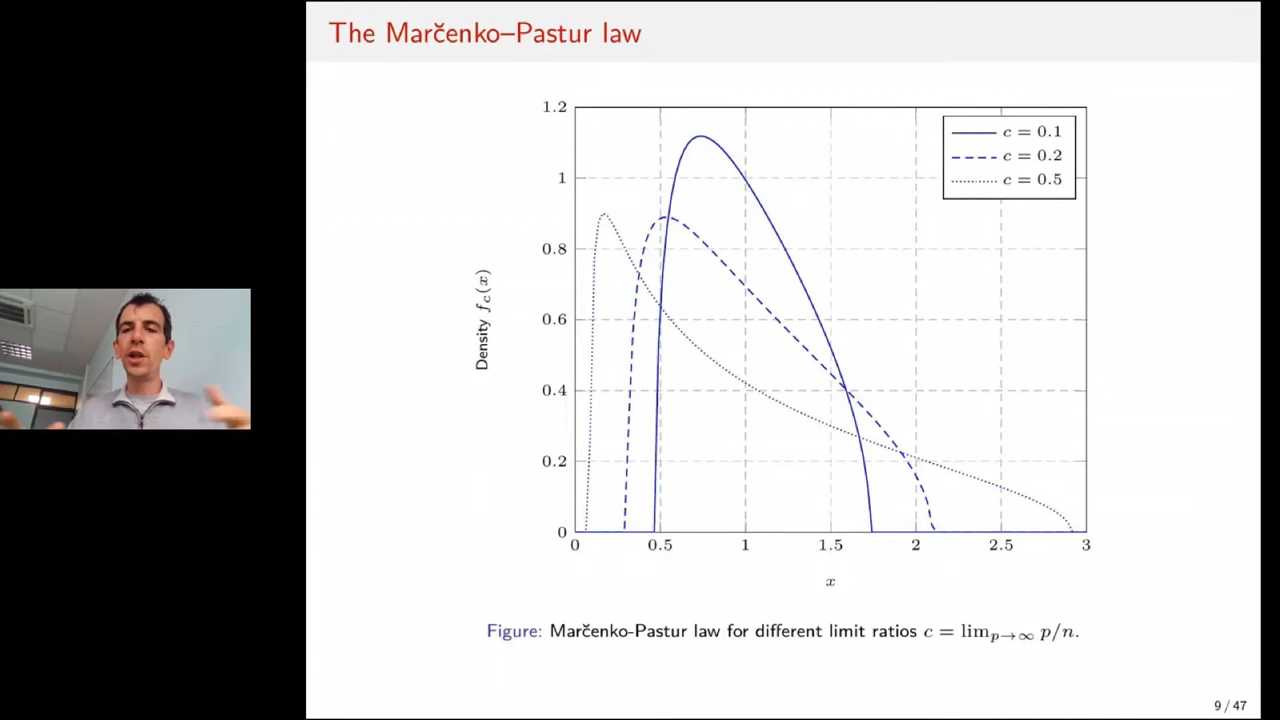 The Marčenko–Pastur law
1.2
1
0.8
0.6
0.4
0.2
0
Density f_c(x)
c = 0.1
c = 0.2
c = 0.5
0 0.5 1 1.5 2 2.5 3
x
Figure: Marčenko-Pastur law for different limit ratios c = lim_{p→∞} p/n.
9 / 47